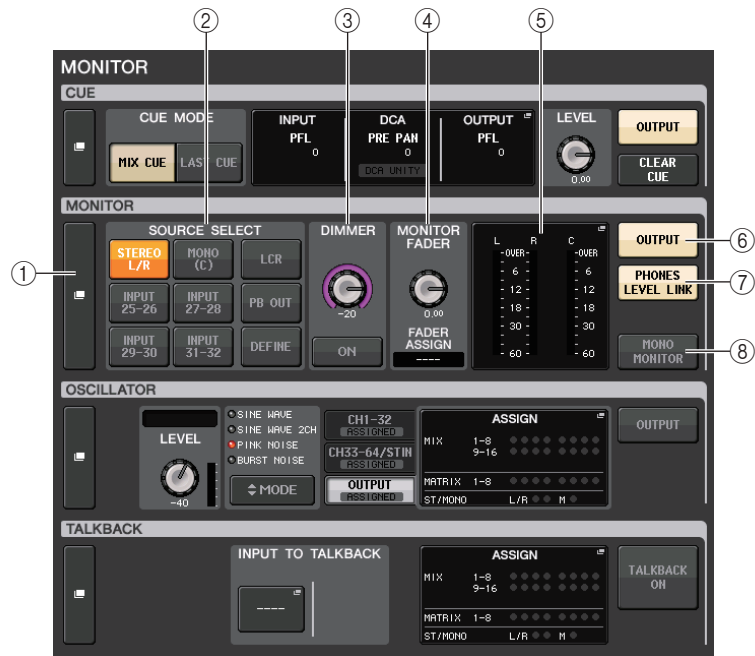 ② ③ ④ ⑤
MONITOR
CUE
CUE MODE
MIX CUE LAST CUE
INPUT
PFL
0
DCA
PRE PAN
0
DCA UNITY
OUTPUT
PFL
0
LEVEL
0.00
OUTPUT
CLEAR
CUE
MONITOR
①
SOURCE SELECT
STEREO
L/R
MONO
(C)
LCR
INPUT
25-26
INPUT
27-28
PB OUT
INPUT
29-30
INPUT
31-32
DEFINE
DIMMER
-20
ON
MONITOR
FADER
0.00
FADER
ASSIGN
----
L R C
-OVER- -OVER
- 6 - - 6
- 12 - - 12
- 18 - - 18
- 30 - - 30
- 60 - - 60
OUTPUT ⑥
PHONES
LEVEL LINK ⑦
MONO
MONITOR ⑧
OSCILLATOR
LEVEL
-40
SINE WAVE
SINE WAVE 2CH
PINK NOISE
BURST NOISE
MODE
CH1-32
ASSIGNED
CH33-64/STIN
ASSIGNED
OUTPUT
ASSIGNED
ASSIGN
MIX 1-8
9-16
MATRIX 1-8
ST/MONO L/R M
OUTPUT
TALKBACK
INPUT TO TALKBACK
----
ASSIGN
MIX 1-8
9-16
MATRIX 1-8
ST/MONO L/R M
TALKBACK
ON